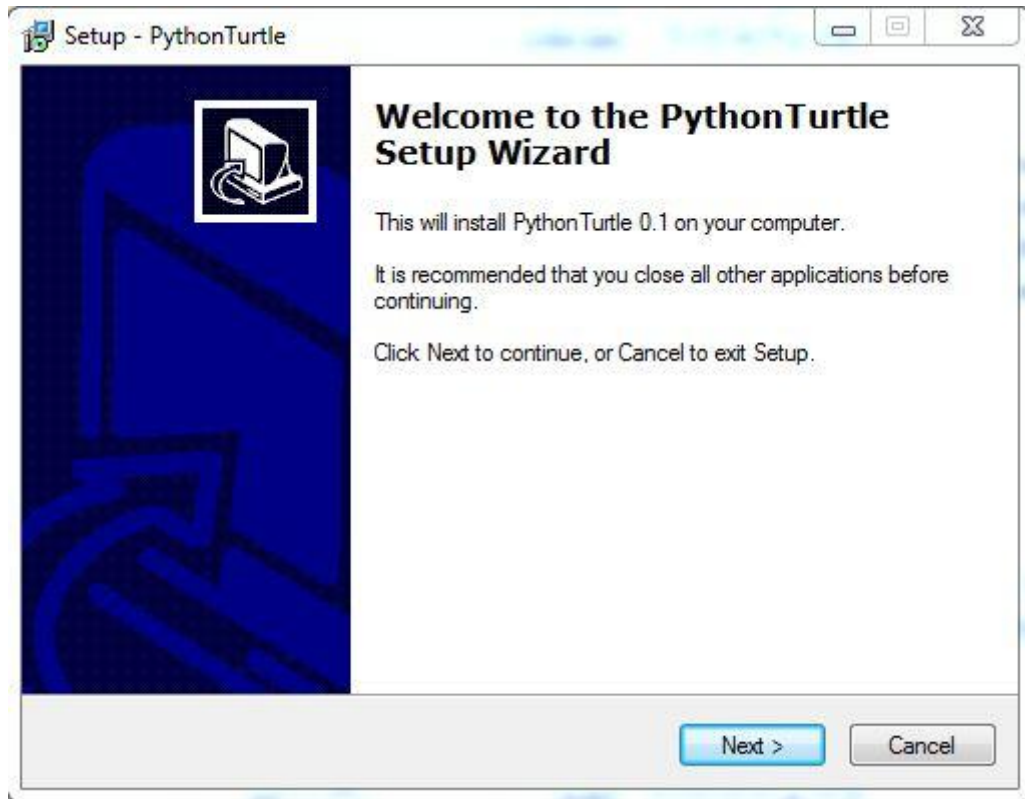 Setup - PythonTurtle
Welcome to the PythonTurtle
Setup Wizard
This will install PythonTurtle 0.1 on your computer.
It is recommended that you close all other applications before
continuing.
Click Next to continue, or Cancel to exit Setup.
Next >
Cancel